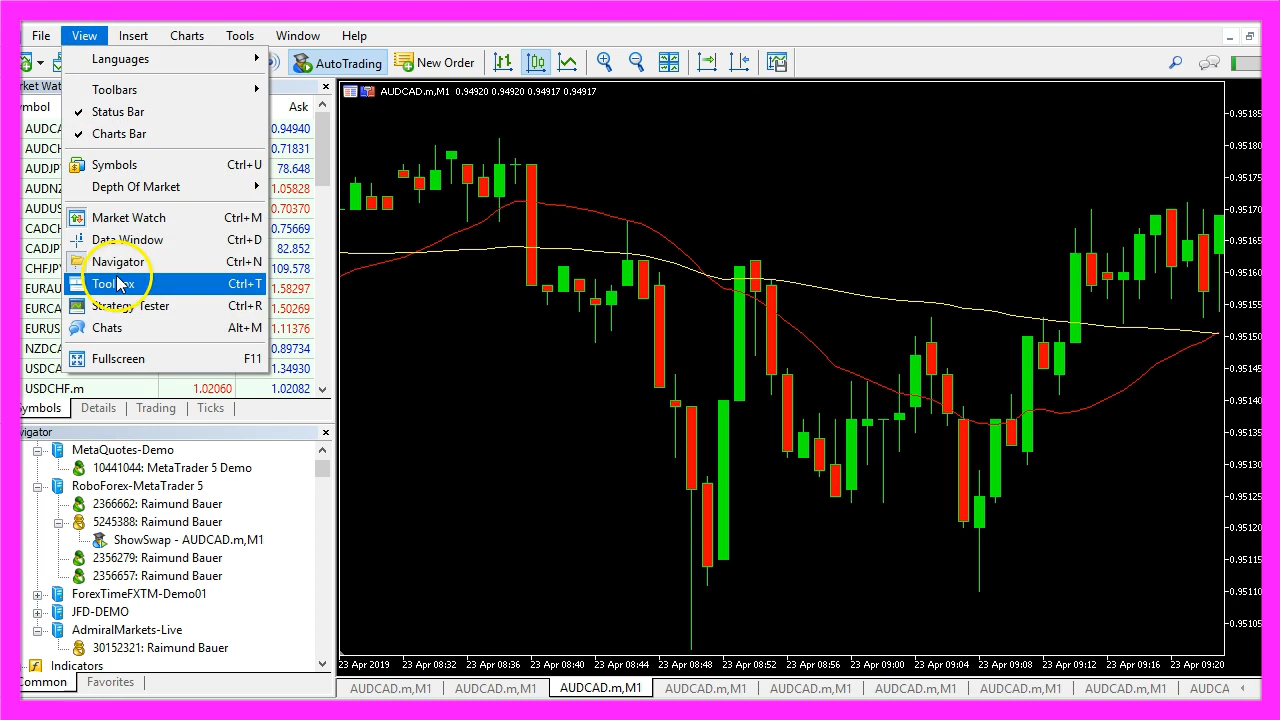 File View Insert Charts Tools Window Help
AutoTrading New Order
Languages
Toolbars
Status Bar
Charts Bar
Symbols Ctrl+U
Depth Of Market
Market Watch Ctrl+M
Data Window Ctrl+D
Navigator Ctrl+N
Toolbox Ctrl+T
Strategy Tester Ctrl+R
Chats Alt+M
Fullscreen F11
Ask
0.94940
0.71831
78.648
1.05828
0.70370
0.75669
82.852
109.578
1.58297
1.50269
1.11376
0.89734
1.34930
USDCHF.m 1.02060 1.02082
Symbols Details Trading Ticks
MetaQuotes-Demo
10441044: MetaTrader 5 Demo
RoboForex-MetaTrader 5
2366662: Raimund Bauer
5245388: Raimund Bauer
ShowSwap - AUDCAD.m,M1
2356279: Raimund Bauer
2356657: Raimund Bauer
ForexTimeFXTM-Demo01
JFD-DEMO
AdmiralMarkets-Live
30152321: Raimund Bauer
Indicators
Common Favorites
AUDCAD.m,M1 0.94920 0.94920 0.94917 0.94917
0.95185
0.95180
0.95175
0.95170
0.95165
0.95160
0.95155
0.95150
0.95145
0.95140
0.95135
0.95130
0.95125
0.95120
0.95115
0.95110
0.95105
23 Apr 2019 23 Apr 08:32 23 Apr 08:36 23 Apr 08:40 23 Apr 08:44 23 Apr 08:48 23 Apr 08:52 23 Apr 08:56 23 Apr 09:00 23 Apr 09:04 23 Apr 09:08 23 Apr 09:12 23 Apr 09:16 23 Apr 09:20
AUDCAD.m,M1 AUDCAD.m,M1 AUDCAD.m,M1 AUDCAD.m,M1 AUDCAD.m,M1 AUDCAD.m,M1 AUDCAD.m,M1 AUDCAD.m,M1 AUDCA